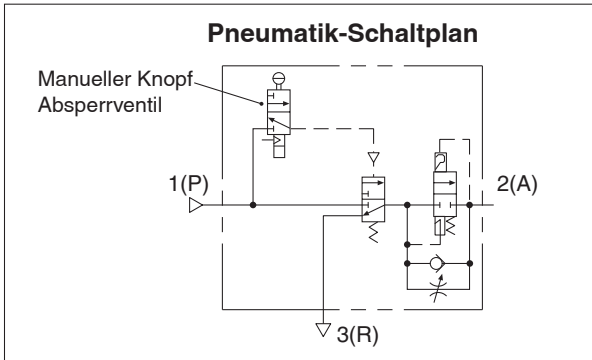 Pneumatik-Schaltplan
Manueller Knopf
Absperrventil
1(P)
2(A)
3(R)